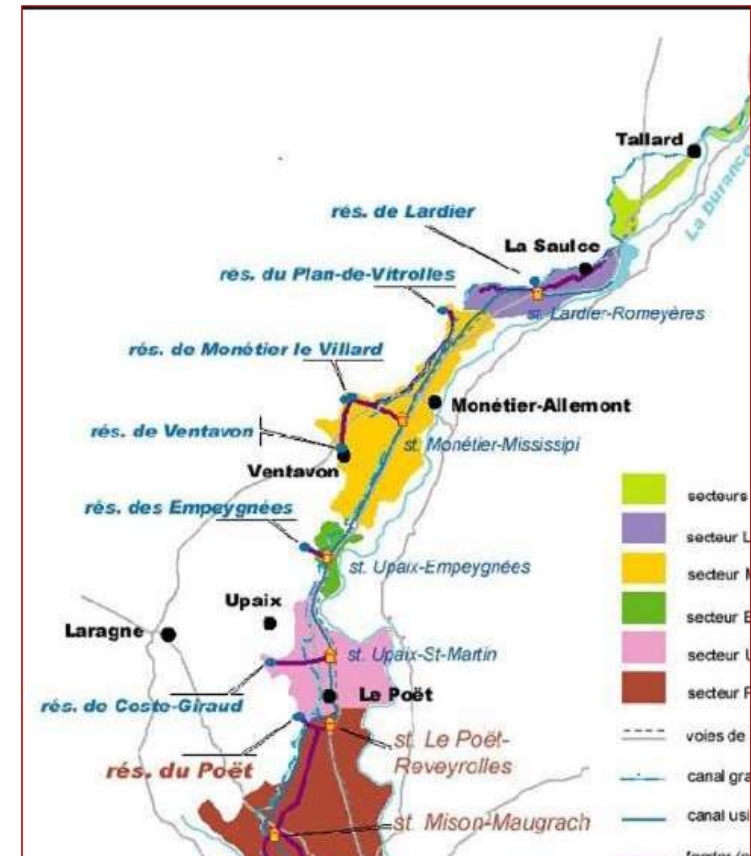 Tallard
La Durance
rés. de Lardier
La Saulce
rés. du Plan-de-Vitrolles
st. Lardier-Romeyères
rés. de Monétier le Villard
Monétier-Allemont
rés. de Ventavon
st. Monétier-Mississipi
Ventavon
rés. des Empeygnées
st. Upaix-Empeygnées
Upaix
Laragne
st. Upaix-St-Martin
rés. de Coste-Giraud
Le Poët
rés. du Poët
st. Le Poët-
Reveyrolles
st. Mison-Maugrach
secteurs
secteur L
secteur M
secteur E
secteur U
secteur P
voies de
canal gra
canal usi